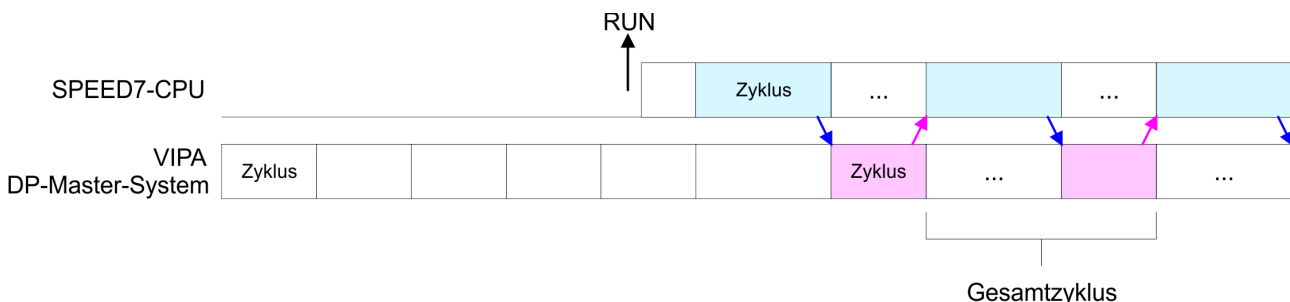 RUN
SPEED7-CPU
Zyklus
...
...
VIPA
DP-Master-System
Zyklus
Zyklus
...
...
Gesamtzyklus